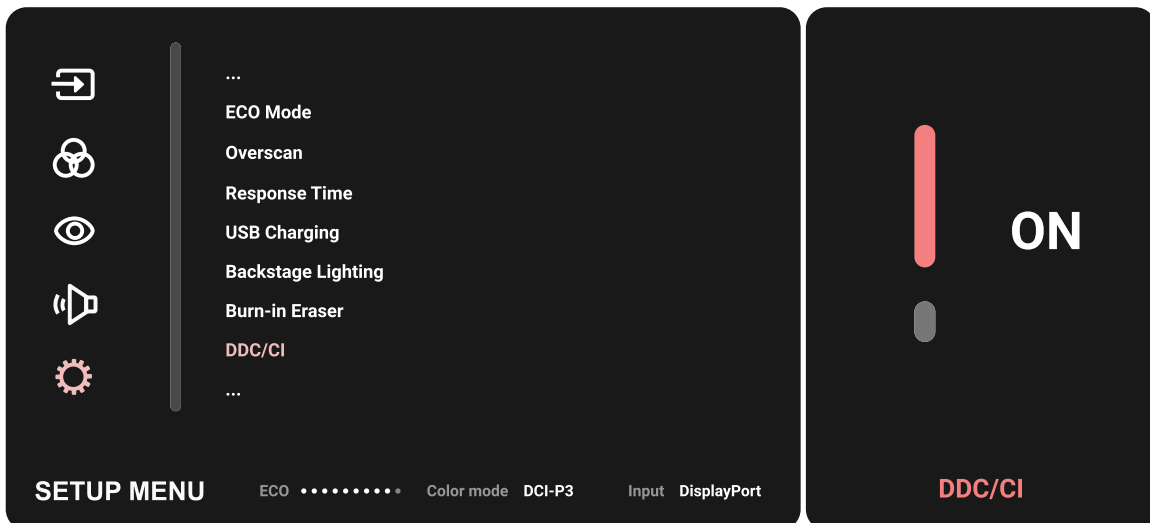 ...
ECO Mode
Overscan
Response Time
USB Charging
Backstage Lighting
Burn-in Eraser
DDC/CI
...
SETUP MENU
ECO
Color mode DCI-P3
Input DisplayPort
ON
DDC/CI